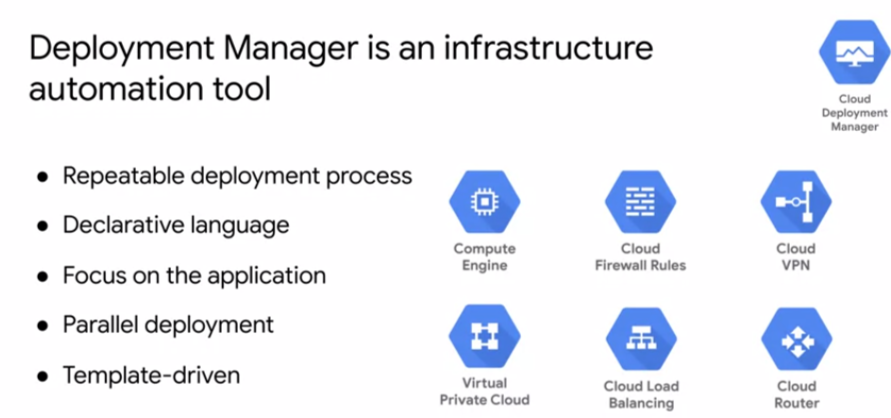 Deployment Manager is an infrastructure
automation tool
Cloud
Deployment
Manager
● Repeatable deployment process
● Declarative language
● Focus on the application
● Parallel deployment
● Template-driven
Compute
Engine
Cloud
Firewall Rules
Cloud
VPN
Virtual
Private Cloud
Cloud Load
Balancing
Cloud
Router